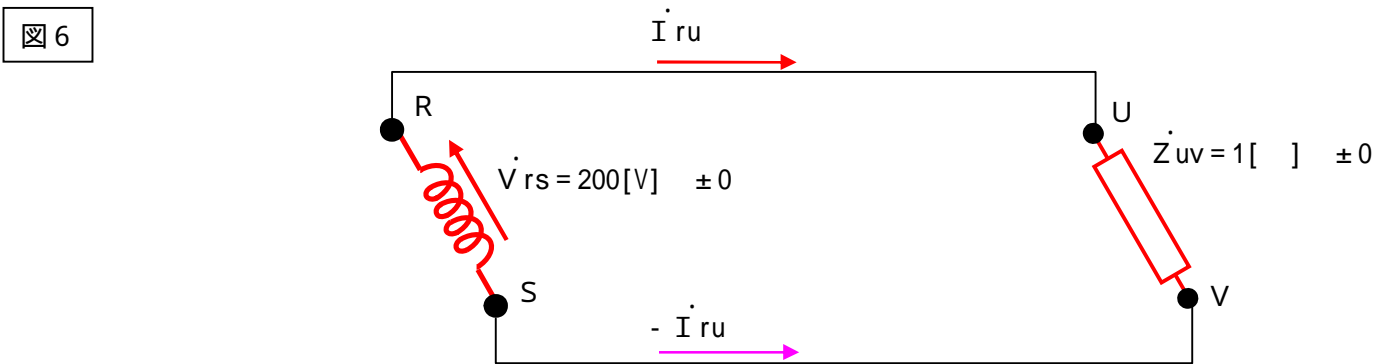 図6
İru
R
U
V̇rs=200[V] ±0
Żuv=1[ ] ±0
S
V
- İru